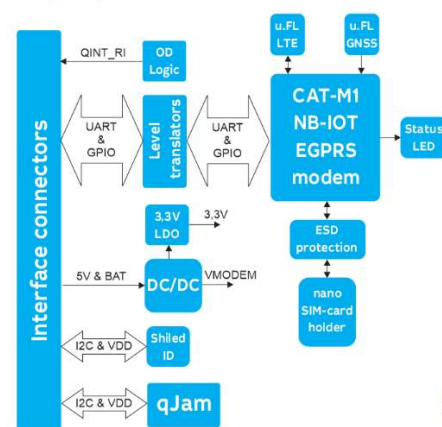 Interface connectors
QINT_RI
OD
Logic
UART
&
GPIO
Level
translators
UART
&
GPIO
u.FL
LTE
u.FL
GNSS
CAT-M1
NB-IOT
EGPRS
modem
Status
LED
3,3V
LDO
3,3V
5V & BAT
DC/DC
VMODEM
ESD
protection
nano
SIM-card
holder
I2C & VDD
Shiled
ID
I2C & VDD
qJam